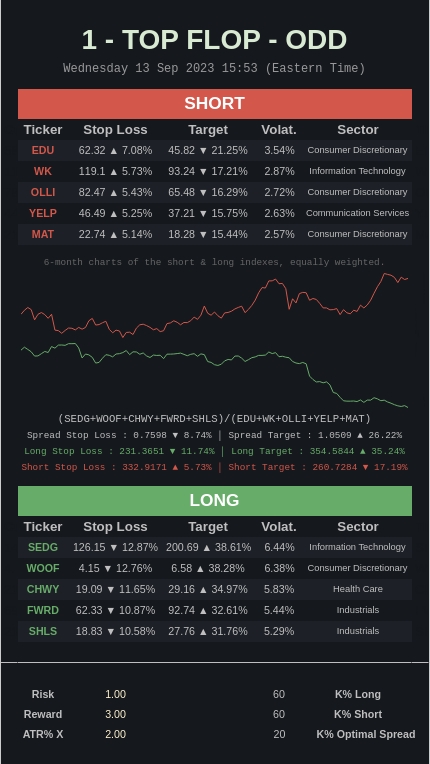 1 - TOP FLOP - ODD
Wednesday 13 Sep 2023 15:53 (Eastern Time)
SHORT
Ticker Stop Loss Target Volat. Sector
EDU 62.32 ▲ 7.08% 45.82 ▼ 21.25% 3.54% Consumer Discretionary
WK 119.1 ▲ 5.73% 93.24 ▼ 17.21% 2.87% Information Technology
OLLI 82.47 ▲ 5.43% 65.48 ▼ 16.29% 2.72% Consumer Discretionary
YELP 46.49 ▲ 5.25% 37.21 ▼ 15.75% 2.63% Communication Services
MAT 22.74 ▲ 5.14% 18.28 ▼ 15.44% 2.57% Consumer Discretionary
6-month charts of the short & long indexes, equally weighted.
(SEDG+WOOF+CHWY+FWRD+SHLS)/(EDU+WK+OLLI+YELP+MAT)
Spread Stop Loss : 0.7598 ▼ 8.74% | Spread Target : 1.0509 ▲ 26.22%
Long Stop Loss : 231.3651 ▼ 11.74% | Long Target : 354.5844 ▲ 35.24%
Short Stop Loss : 332.9171 ▲ 5.73% | Short Target : 260.7284 ▼ 17.19%
LONG
Ticker Stop Loss Target Volat. Sector
SEDG 126.15 ▼ 12.87% 200.69 ▲ 38.61% 6.44% Information Technology
WOOF 4.15 ▼ 12.76% 6.58 ▲ 38.28% 6.38% Consumer Discretionary
CHWY 19.09 ▼ 11.65% 29.16 ▲ 34.97% 5.83% Health Care
FWRD 62.33 ▼ 10.87% 92.74 ▲ 32.61% 5.44% Industrials
SHLS 18.83 ▼ 10.58% 27.76 ▲ 31.76% 5.29% Industrials
Risk 1.00 60 K% Long
Reward 3.00 60 K% Short
ATR% X 2.00 20 K% Optimal Spread